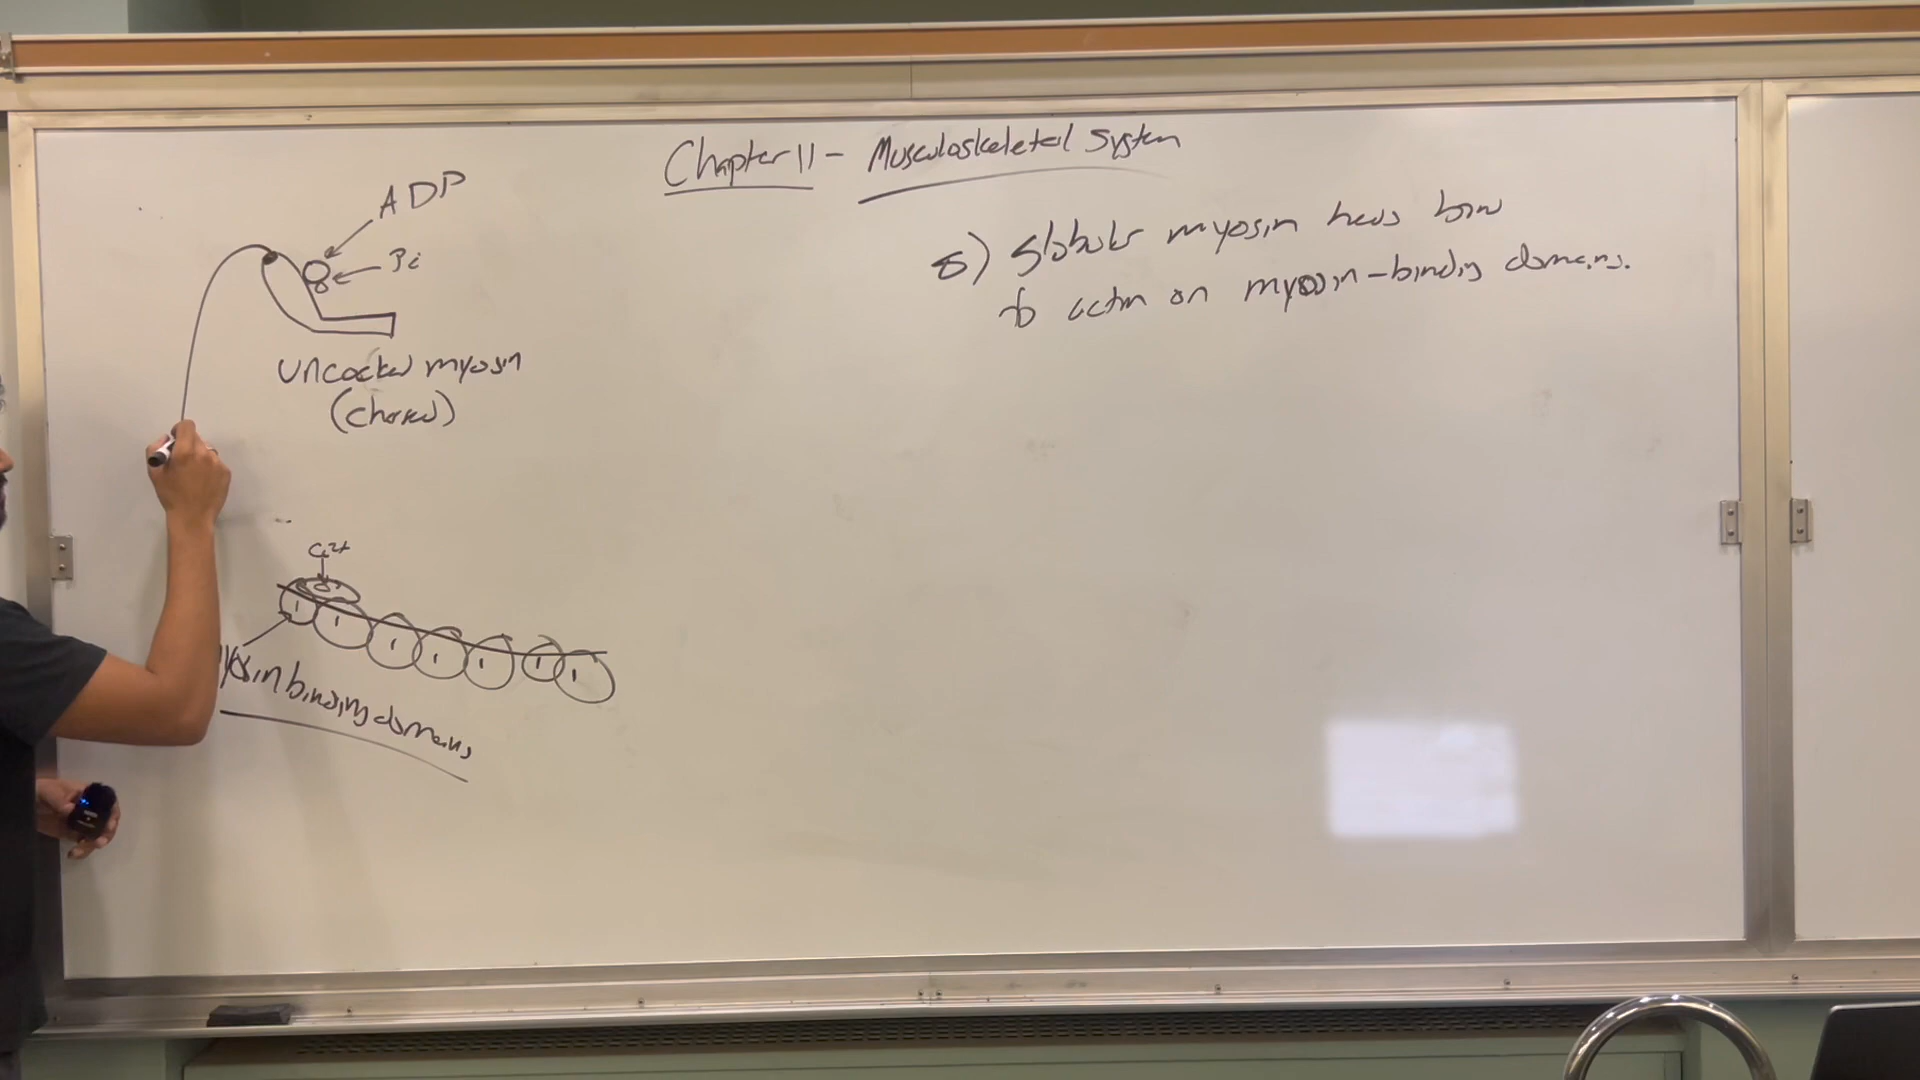 Chapter 11 - Musculoskeletal System
ADP
Pi
Uncocked myosin
(charged)
8) globular myosin heads bind
to actin on myosin-binding domains.
Ca2+
Myosin binding domains